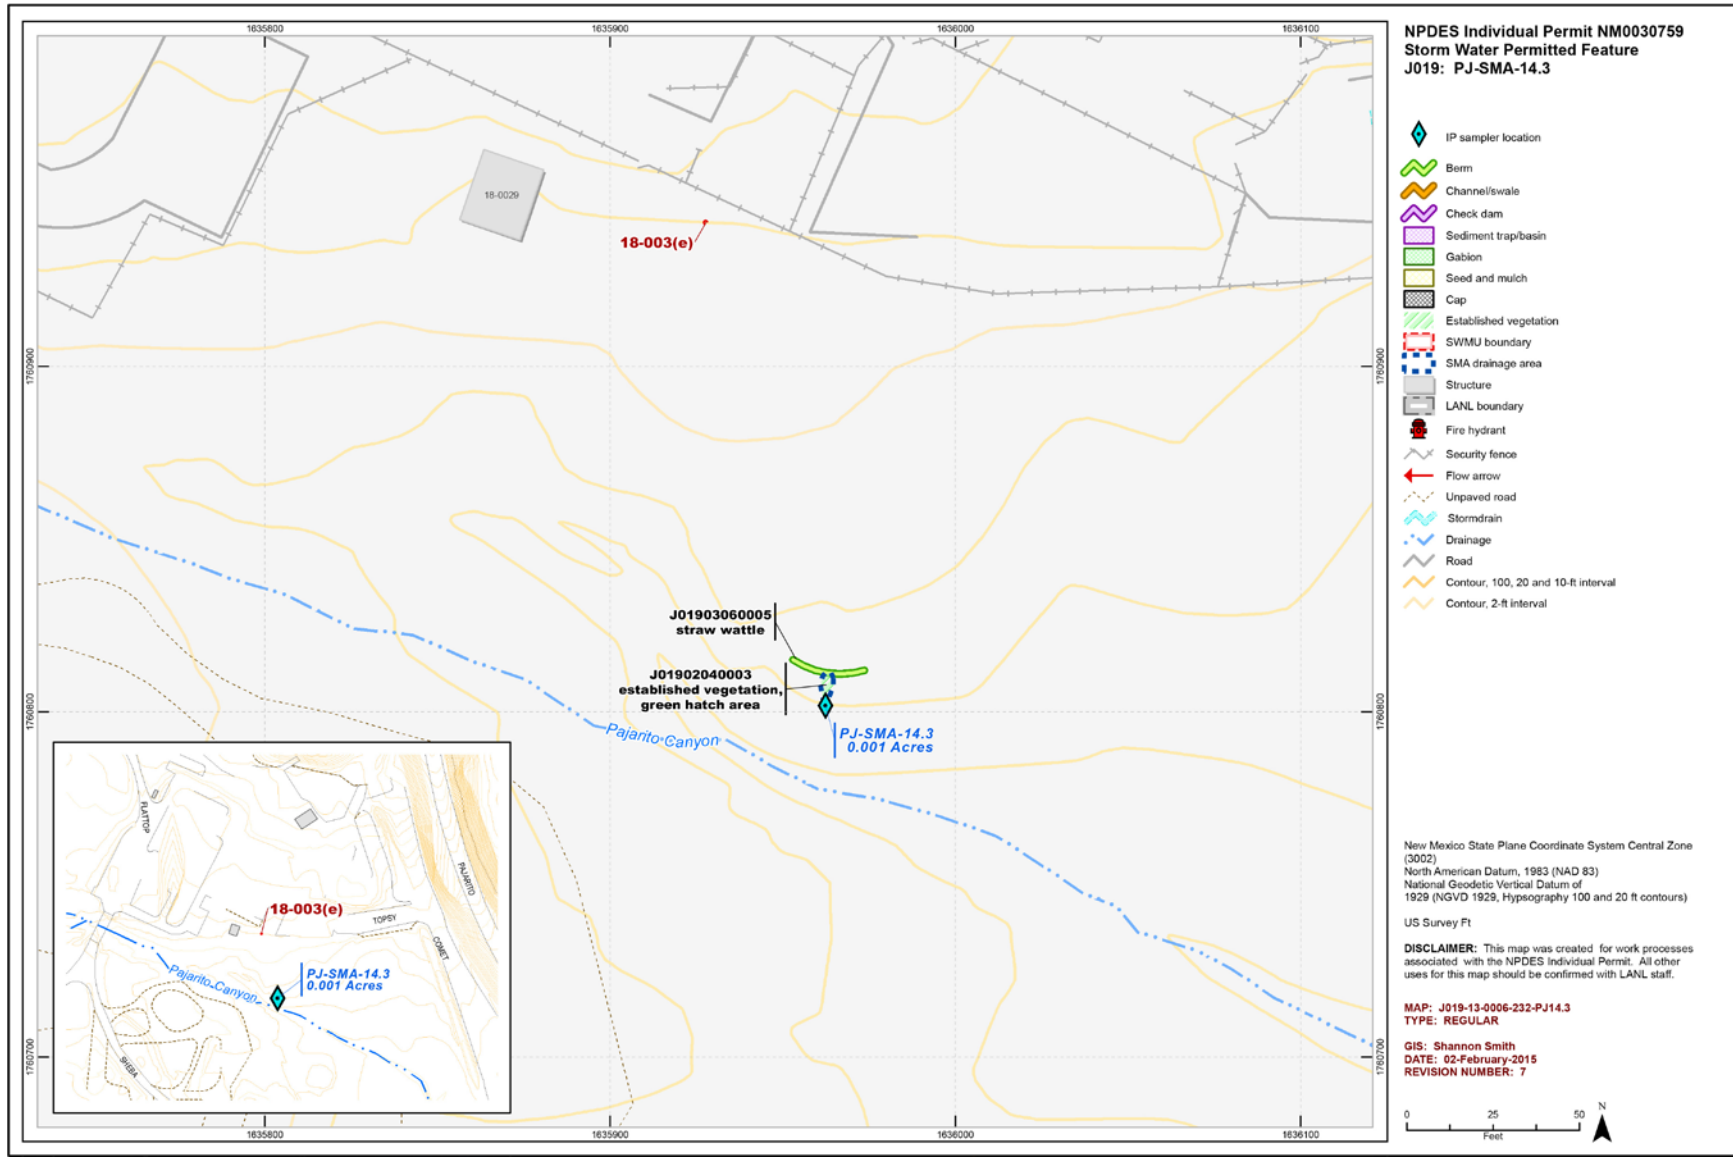 NPDES Individual Permit NM0030759
Storm Water Permitted Feature
J019: PJ-SMA-14.3
IP sampler location
Berm
Channel/swale
Check dam
Sediment trap/basin
Gabion
Seed and mulch
Cap
Established vegetation
SWMU boundary
SMA drainage area
Structure
LANL boundary
Fire hydrant
Security fence
Flow arrow
Unpaved road
Stormdrain
Drainage
Road
Contour, 100, 20 and 10-ft interval
Contour, 2-ft interval
New Mexico State Plane Coordinate System Central Zone
(3002)
North American Datum, 1983 (NAD 83)
National Geodetic Vertical Datum of
1929 (NGVD 1929, Hypsography 100 and 20 ft contours)
US Survey Ft
DISCLAIMER: This map was created for work processes
associated with the NPDES Individual Permit. All other
uses for this map should be confirmed with LANL staff.
MAP: J019-13-0006-232-PJ14.3
TYPE: REGULAR
GIS: Shannon Smith
DATE: 02-February-2015
REVISION NUMBER: 7
0 25 50
Feet
N
1635800 1635900 1636000 1636100
18-0029
18-003(e)
1760900 1760900
J01903060005
straw wattle
J01902040003
established vegetation,
green hatch area
PJ-SMA-14.3
0.001 Acres
Pajarito Canyon
1760800 1760800
FLATTOP
PAJARITO
18-003(e)
TOPSY
COMET
Pajarito Canyon
PJ-SMA-14.3
0.001 Acres
SHEBA
1760700 1760700
1635800 1635900 1636000 1636100